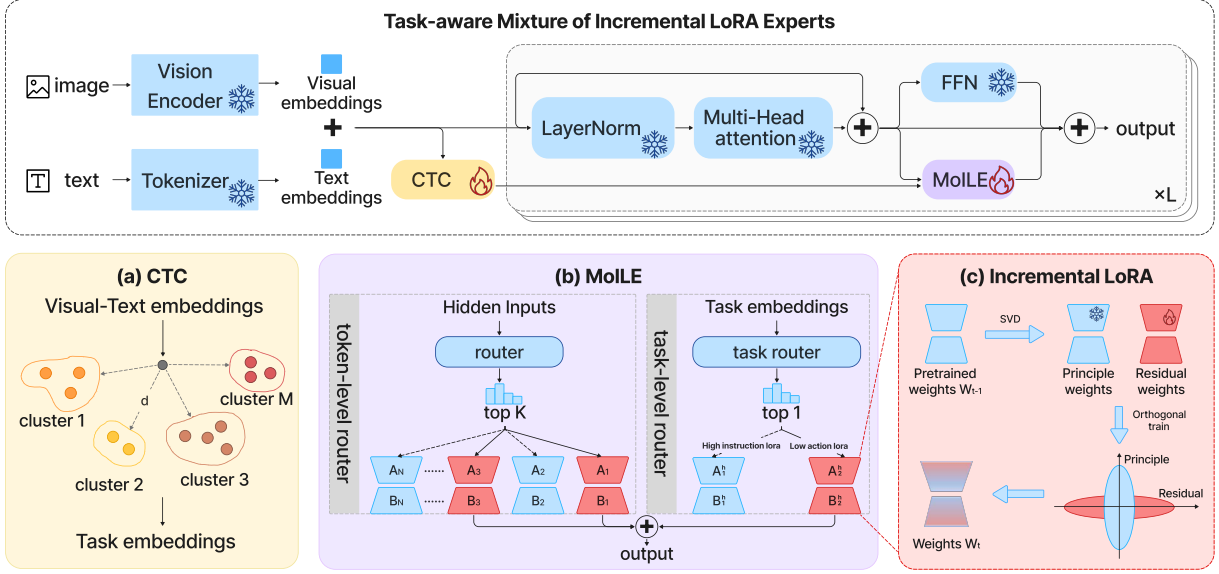 Task-aware Mixture of Incremental LoRA Experts
image
Vision
Encoder
Visual
embeddings
text
Tokenizer
Text
embeddings
CTC
LayerNorm
Multi-Head
attention
FFN
MoILE
output
×L
(a) CTC
Visual-Text embeddings
cluster 1
d
cluster M
cluster 2
cluster 3
Task embeddings
(b) MoILE
token-level router
Hidden Inputs
router
top K
AN
A3
A2
A1
BN
B3
B2
B1
task-level router
Task embeddings
task router
top 1
High instruction lora
Low action lora
A1h
A2h
B1h
B2h
output
(c) Incremental LoRA
SVD
Pretrained
weights Wt-1
Principle
weights
Residual
weights
Orthogonal
train
Principle
Residual
Weights Wt